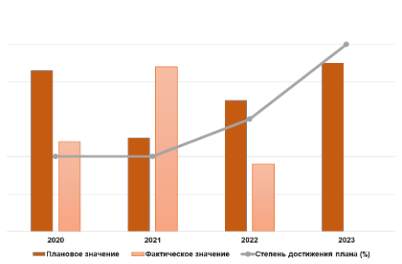 2020 2021 2022 2023
Плановое значение Фактическое значение Степень достижения плана (%)